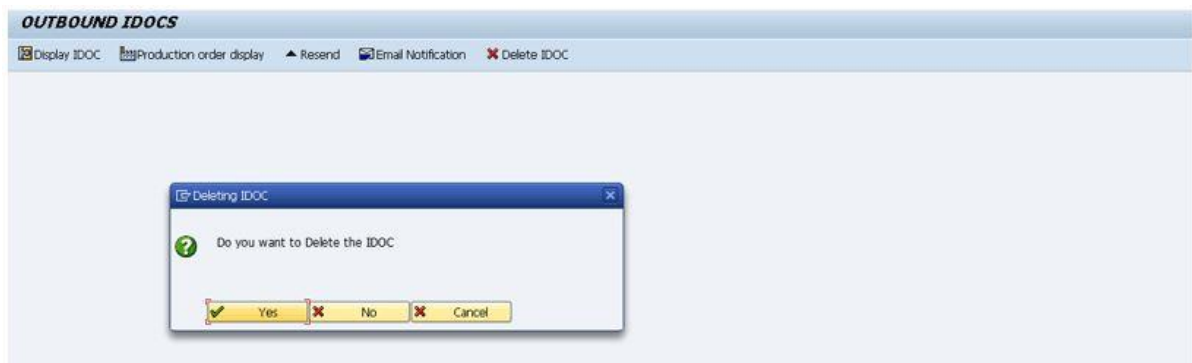 OUTBOUND IDOCS
Display IDOC Production order display Resend Email Notification Delete IDOC
Deleting IDOC
Do you want to Delete the IDOC
Yes No Cancel